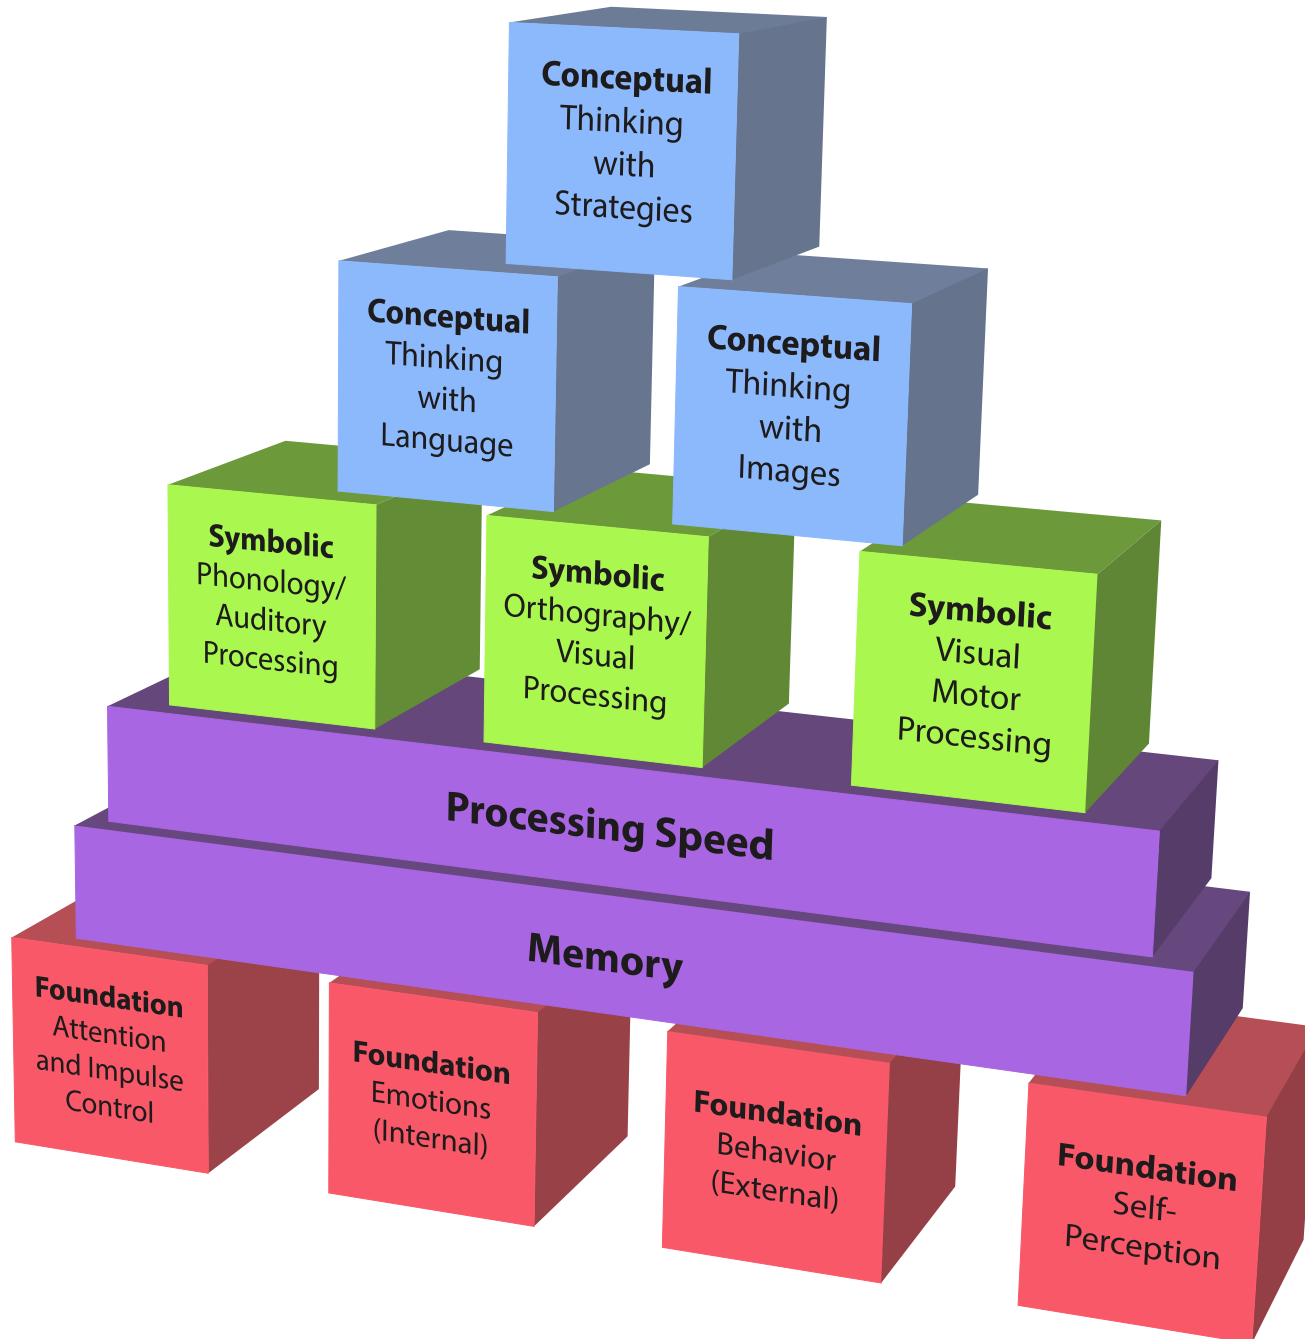 Conceptual
Thinking
with
Strategies
Conceptual
Thinking
with
Language
Conceptual
Thinking
with
Images
Symbolic
Phonology/
Auditory
Processing
Symbolic
Orthography/
Visual
Processing
Symbolic
Visual
Motor
Processing
Processing Speed
Memory
Foundation
Attention
and Impulse
Control
Foundation
Emotions
(Internal)
Foundation
Behavior
(External)
Foundation
Self-
Perception